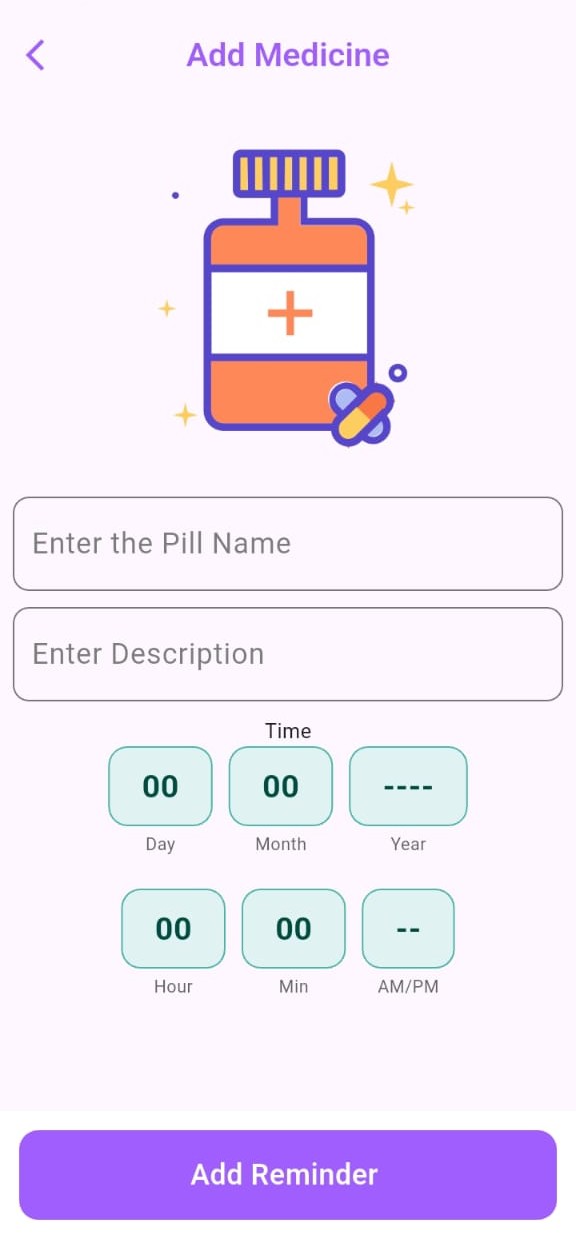 Add Medicine
Enter the Pill Name
Enter Description
Time
00 00 ----
Day Month Year
00 00 --
Hour Min AM/PM
Add Reminder